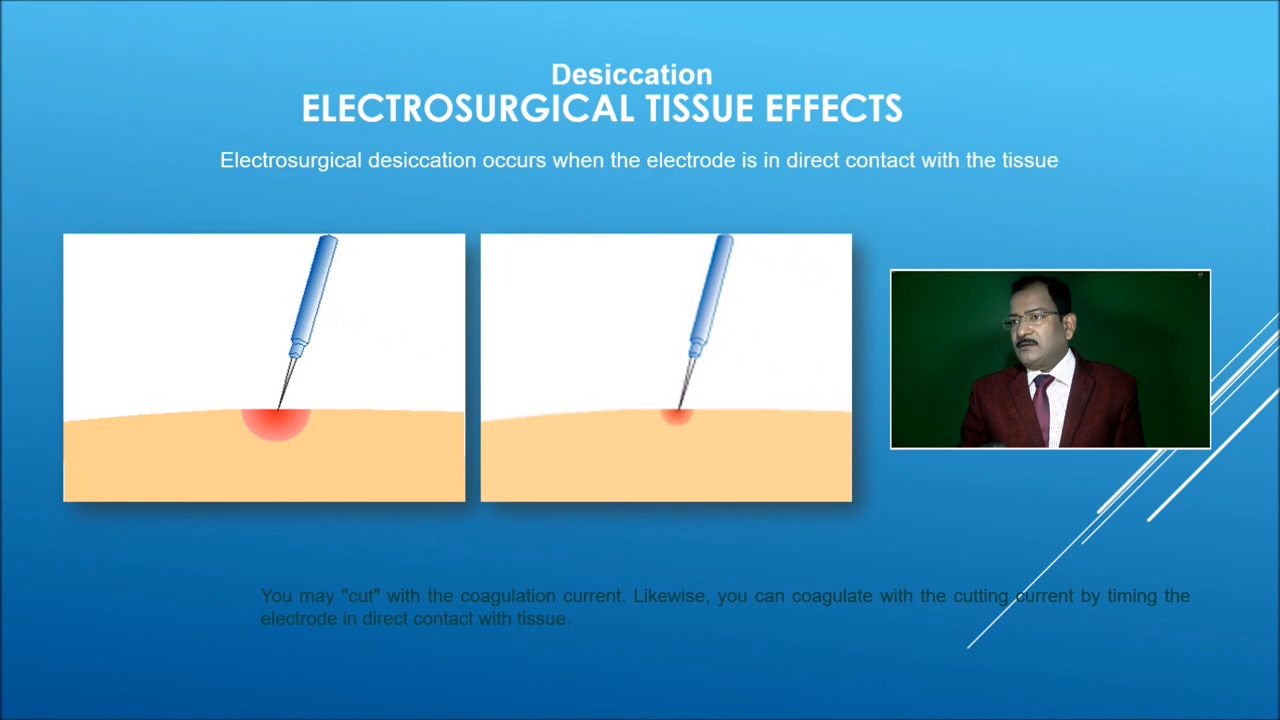 Desiccation
ELECTROSURGICAL TISSUE EFFECTS
Electrosurgical desiccation occurs when the electrode is in direct contact with the tissue
You may "cut" with the coagulation current. Likewise, you can coagulate with the cutting current by timing the
electrode in direct contact with tissue.